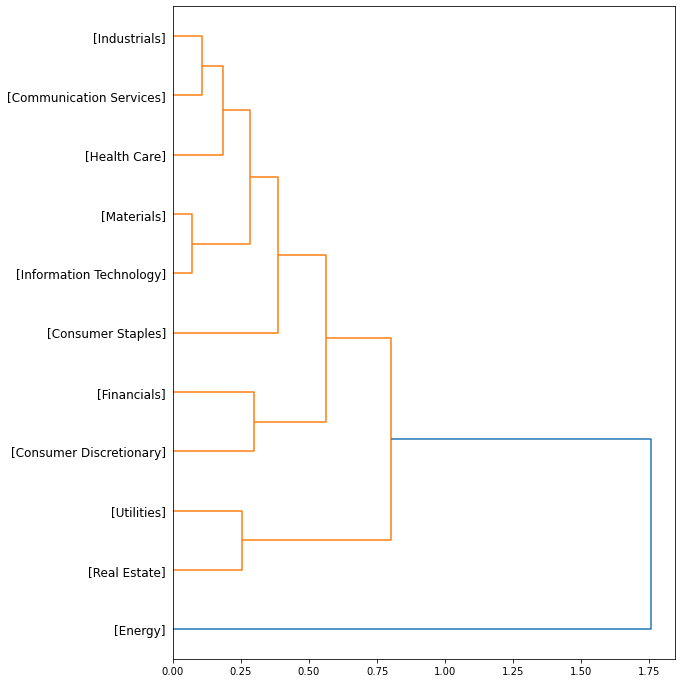 [Industrials]
[Communication Services]
[Health Care]
[Materials]
[Information Technology]
[Consumer Staples]
[Financials]
[Consumer Discretionary]
[Utilities]
[Real Estate]
[Energy]
0.00 0.25 0.50 0.75 1.00 1.25 1.50 1.75